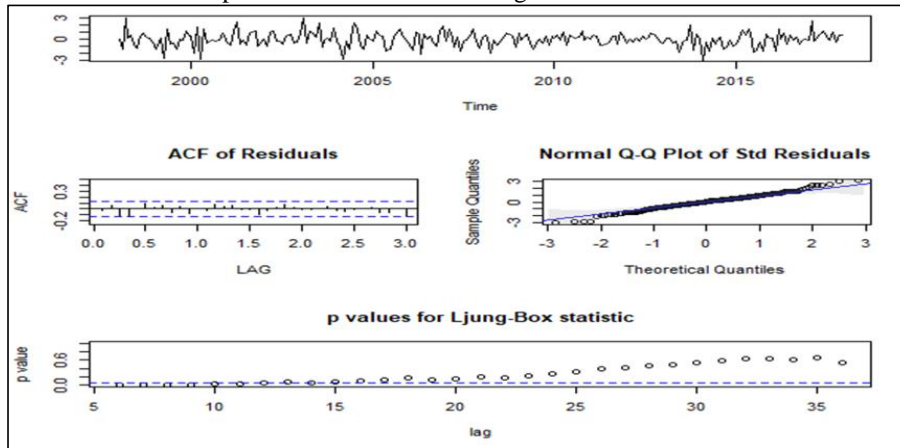 3
0
-3
2000 2005 2010 2015
Time
ACF of Residuals
ACF
0.3
-0.2
0.0 0.5 1.0 1.5 2.0 2.5 3.0
LAG
Normal Q-Q Plot of Std Residuals
Sample Quantiles
3
0
-3
-3 -2 -1 0 1 2 3
Theoretical Quantiles
p values for Ljung-Box statistic
p value
0.6
0.0
5 10 15 20 25 30 35
lag